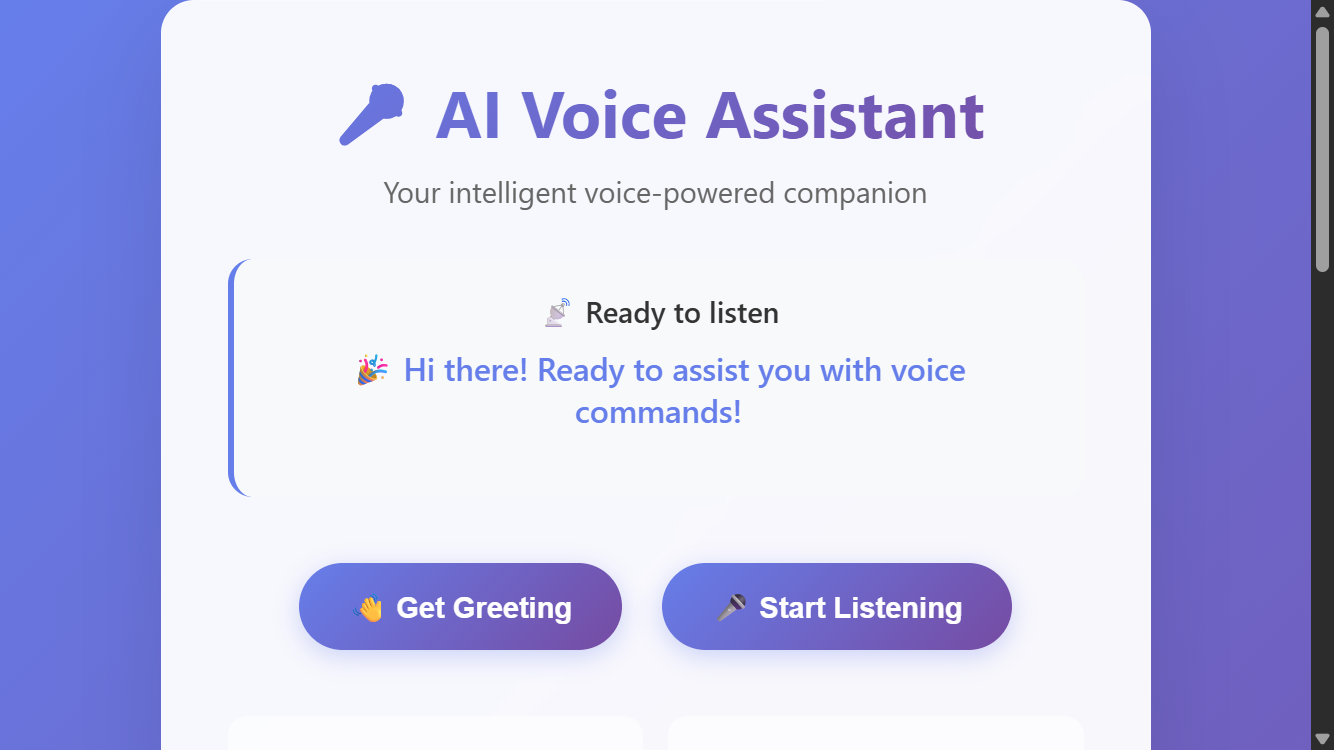 🎤 AI Voice Assistant
Your intelligent voice-powered companion
📡 Ready to listen
🎉 Hi there! Ready to assist you with voice
commands!
👋 Get Greeting
🎤 Start Listening